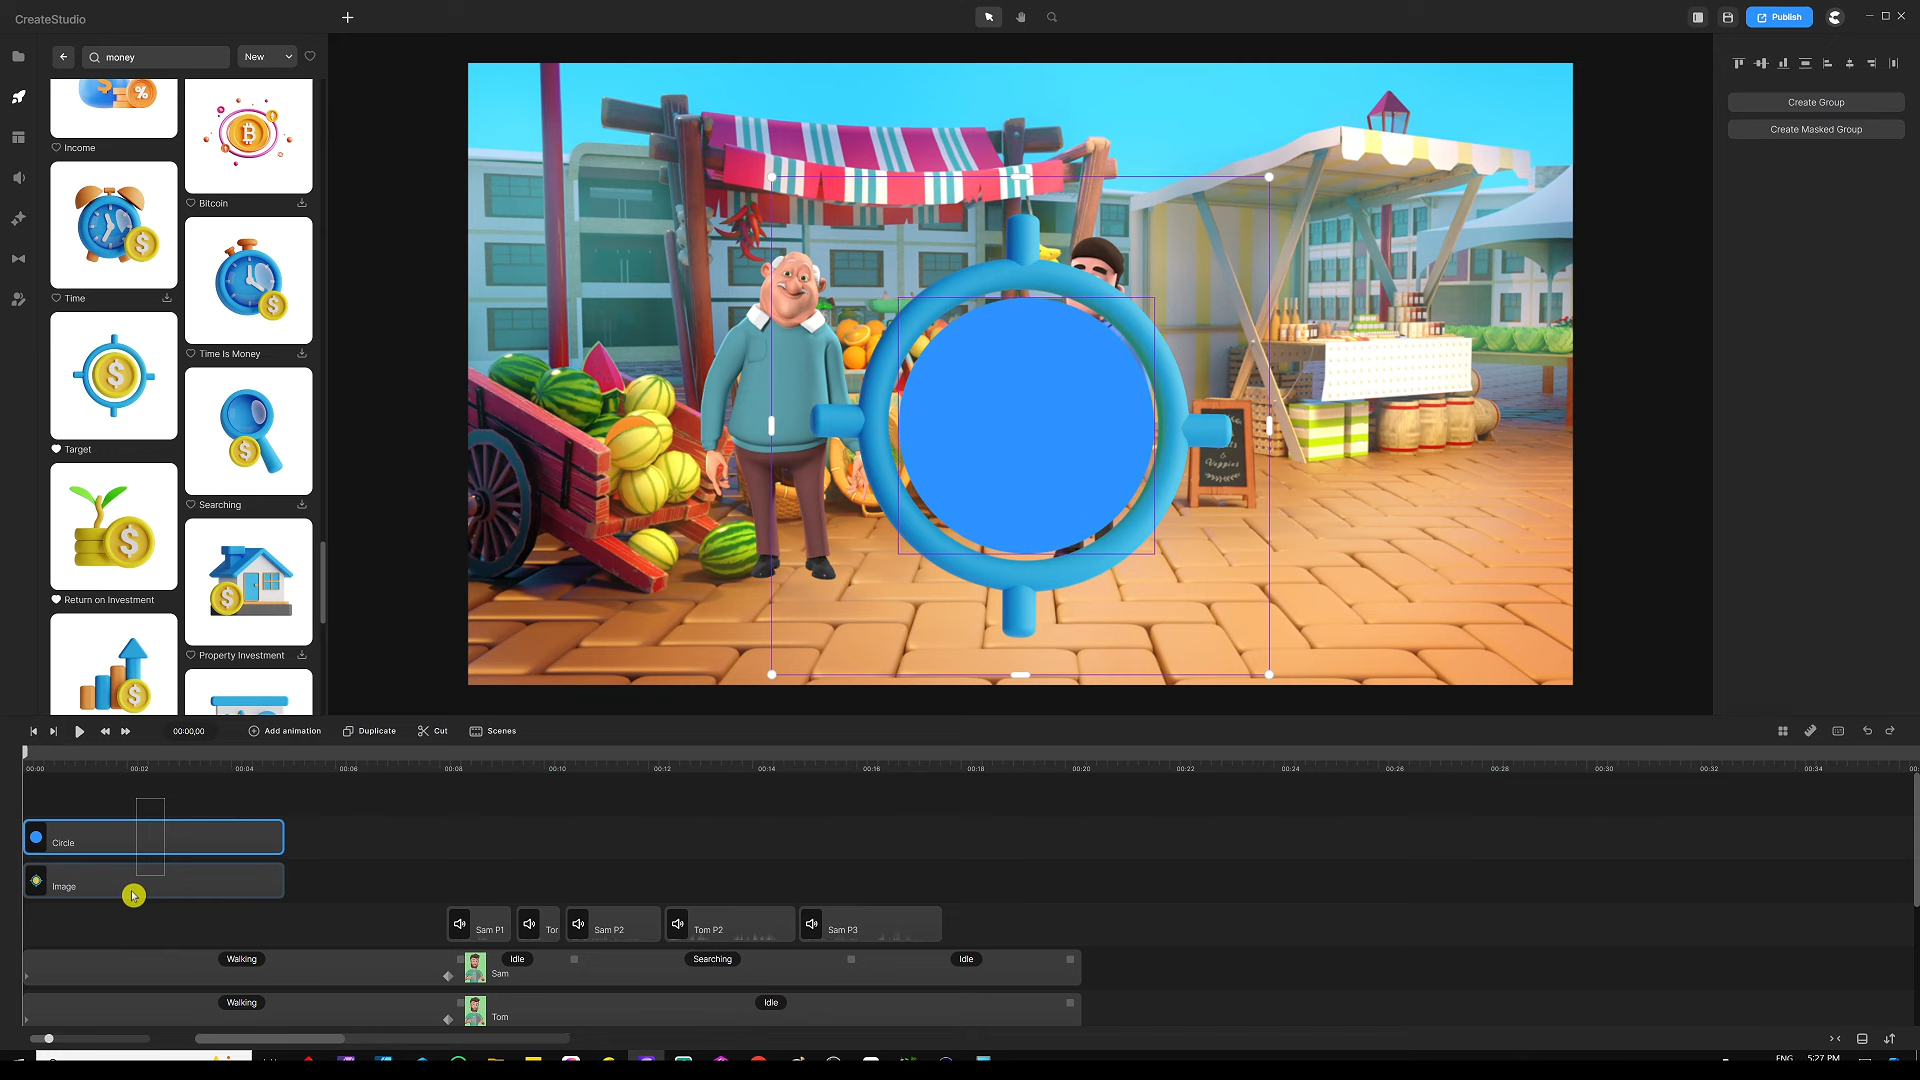 CreateStudio
Publish
money
New
Income
Bitcoin
Time
Time Is Money
Target
Searching
Return on Investment
Property Investment
Create Group
Create Masked Group
00:00,00
Add animation
Duplicate
Cut
Scenes
00:00
00:02
00:04
00:06
00:08
00:10
00:12
00:14
00:16
00:18
00:20
00:22
00:24
00:26
00:28
00:30
00:32
00:34
Circle
Image
Sam P1
Tor
Sam P2
Tom P2
Sam P3
Walking
Idle
Searching
Idle
Sam
Walking
Idle
Tom
ENG
5:27 PM